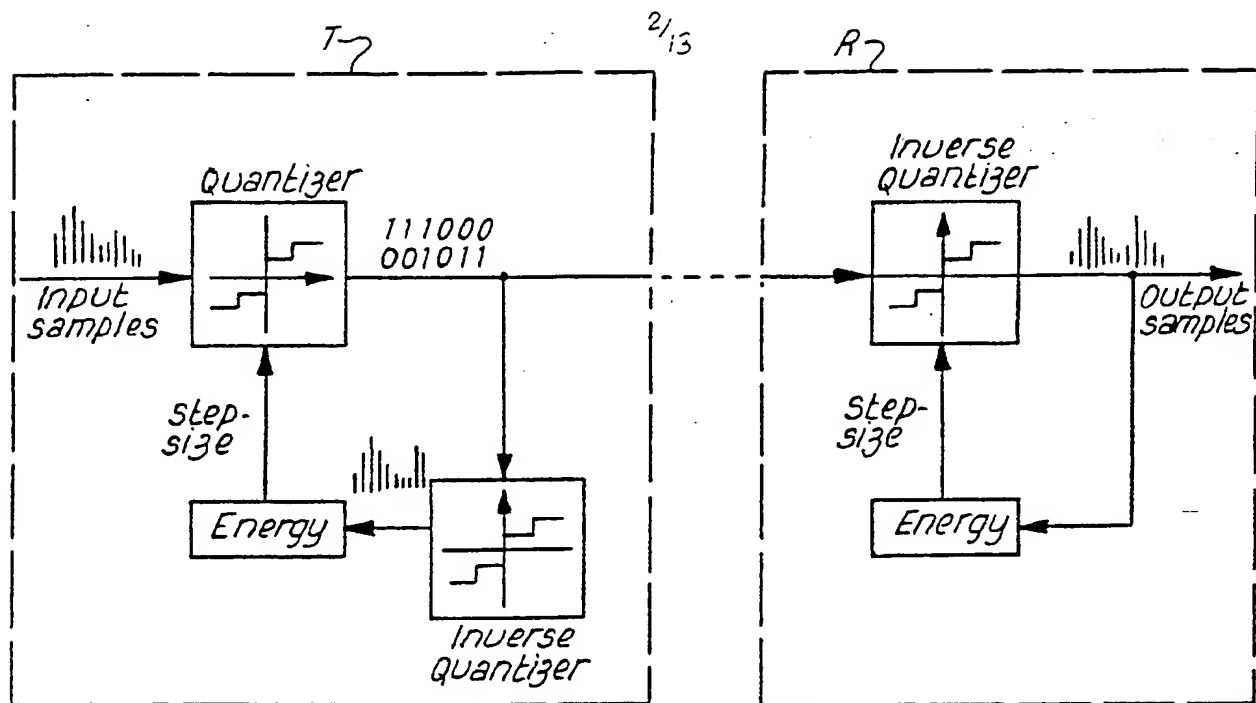 2/13
T
R
Quantizer
111000
001011
Input
samples
Step-
size
Energy
Inverse
Quantizer
Inverse
Quantizer
Output
samples
Step-
size
Energy